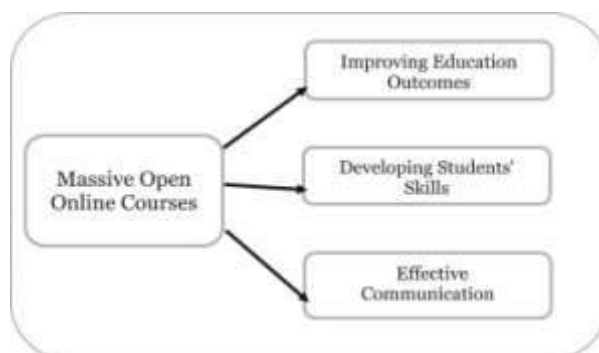 Improving Education
Outcomes
Massive Open
Online Courses
Developing Students'
Skills
Effective
Communication